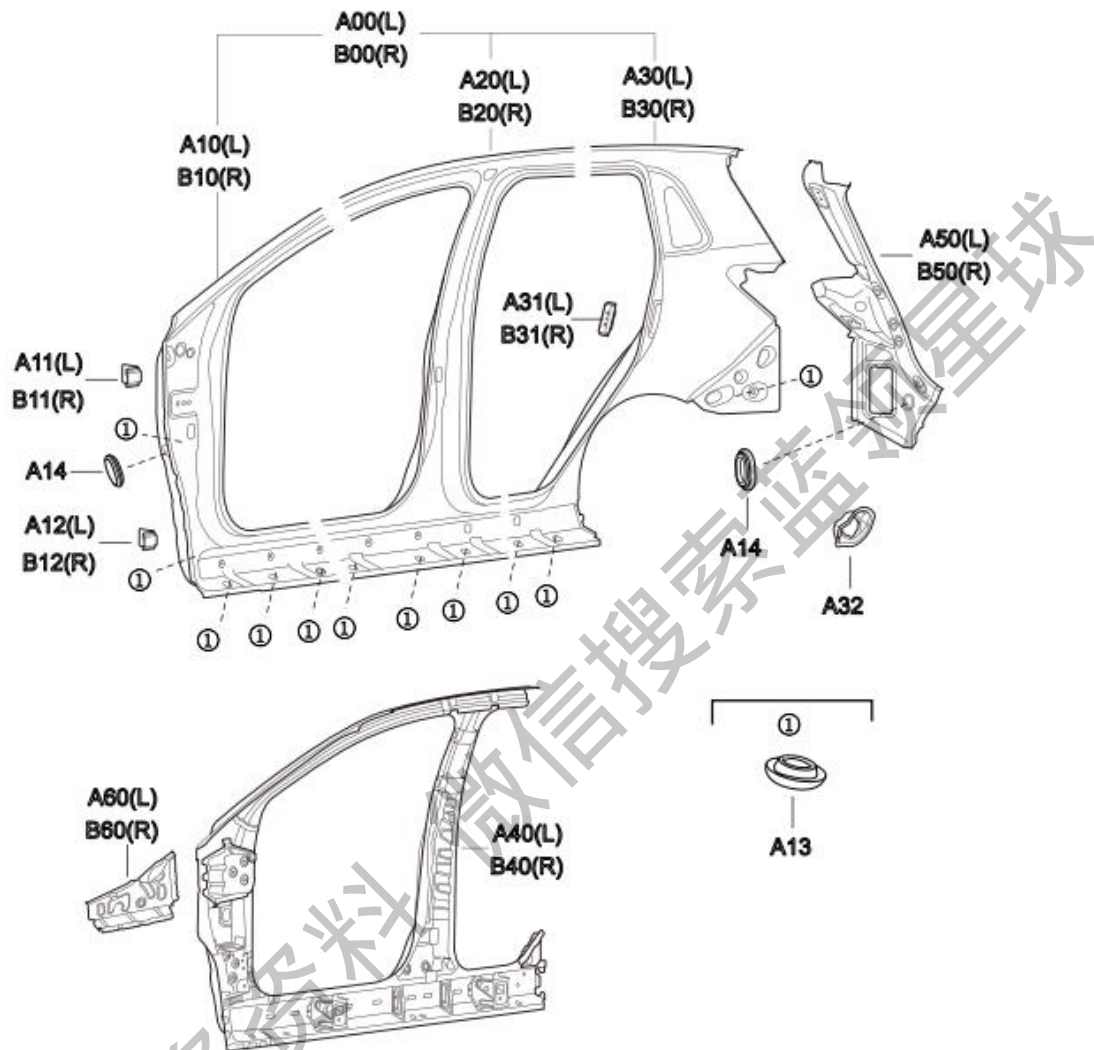 A00(L)
B00(R)
A20(L)
B20(R)
A30(L)
B30(R)
A10(L)
B10(R)
A50(L)
B50(R)
A31(L)
B31(R)
A11(L)
B11(R)
①
①
A14
A12(L)
B12(R)
①
A14
A32
① ① ① ① ① ① ① ①
①
A13
A60(L)
B60(R)
A40(L)
B40(R)
资料 微信搜索蓝领星球